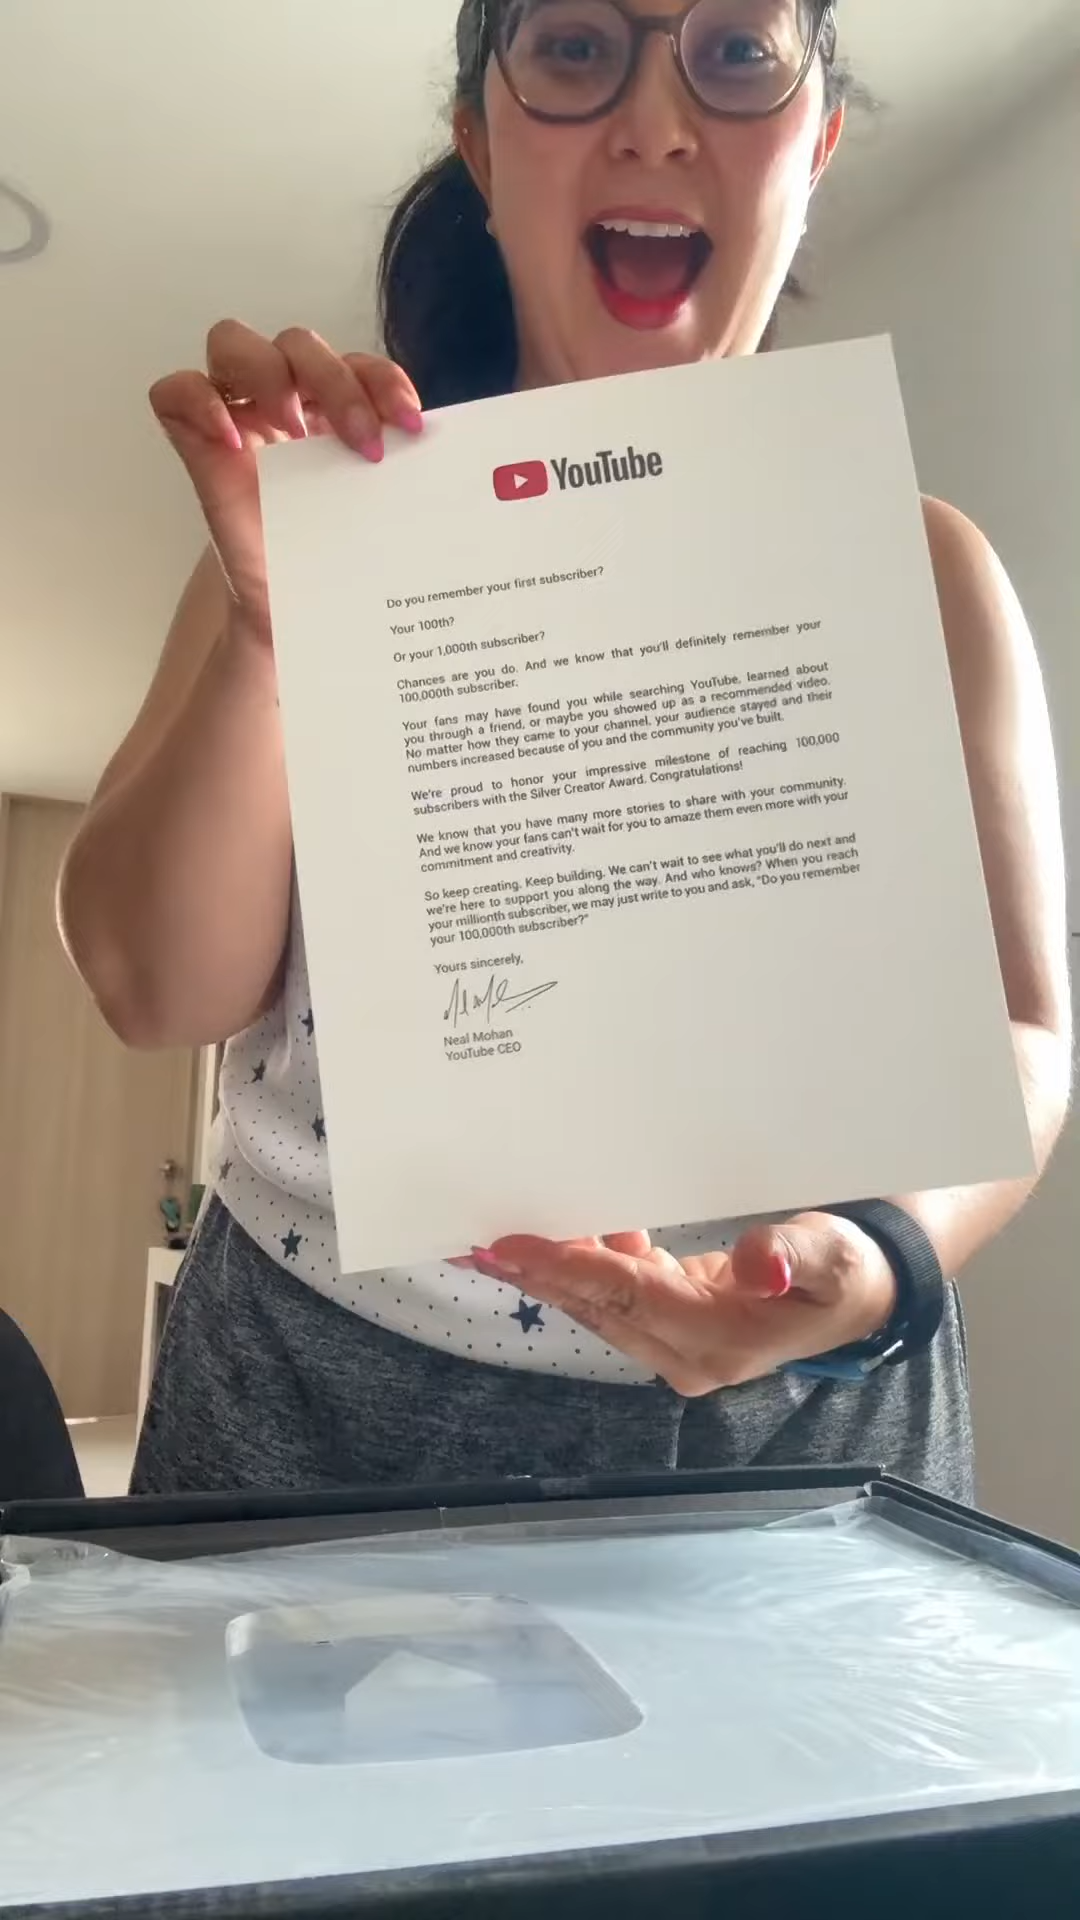 YouTube
Do you remember your first subscriber?
Your 100th?
Or your 1,000th subscriber?
Chances are you do. And we know that you'll definitely remember your
100,000th subscriber.
Your fans may have found you while searching YouTube, learned about
you through a friend, or maybe you showed up as a recommended video.
No matter how they came to your channel, your audience stayed and their
numbers increased because of you and the community you've built.
We're proud to honor your impressive milestone of reaching 100,000
subscribers with the Silver Creator Award. Congratulations!
We know that you have many more stories to share with your community.
And we know your fans can't wait for you to amaze them even more with your
commitment and creativity.
So keep creating. Keep building. We can't wait to see what you'll do next and
we're here to support you along the way. And who knows? When you reach
your millionth subscriber, we may just write to you and ask, "Do you remember
your 100,000th subscriber?"
Yours sincerely,
Neal Mohan
YouTube CEO